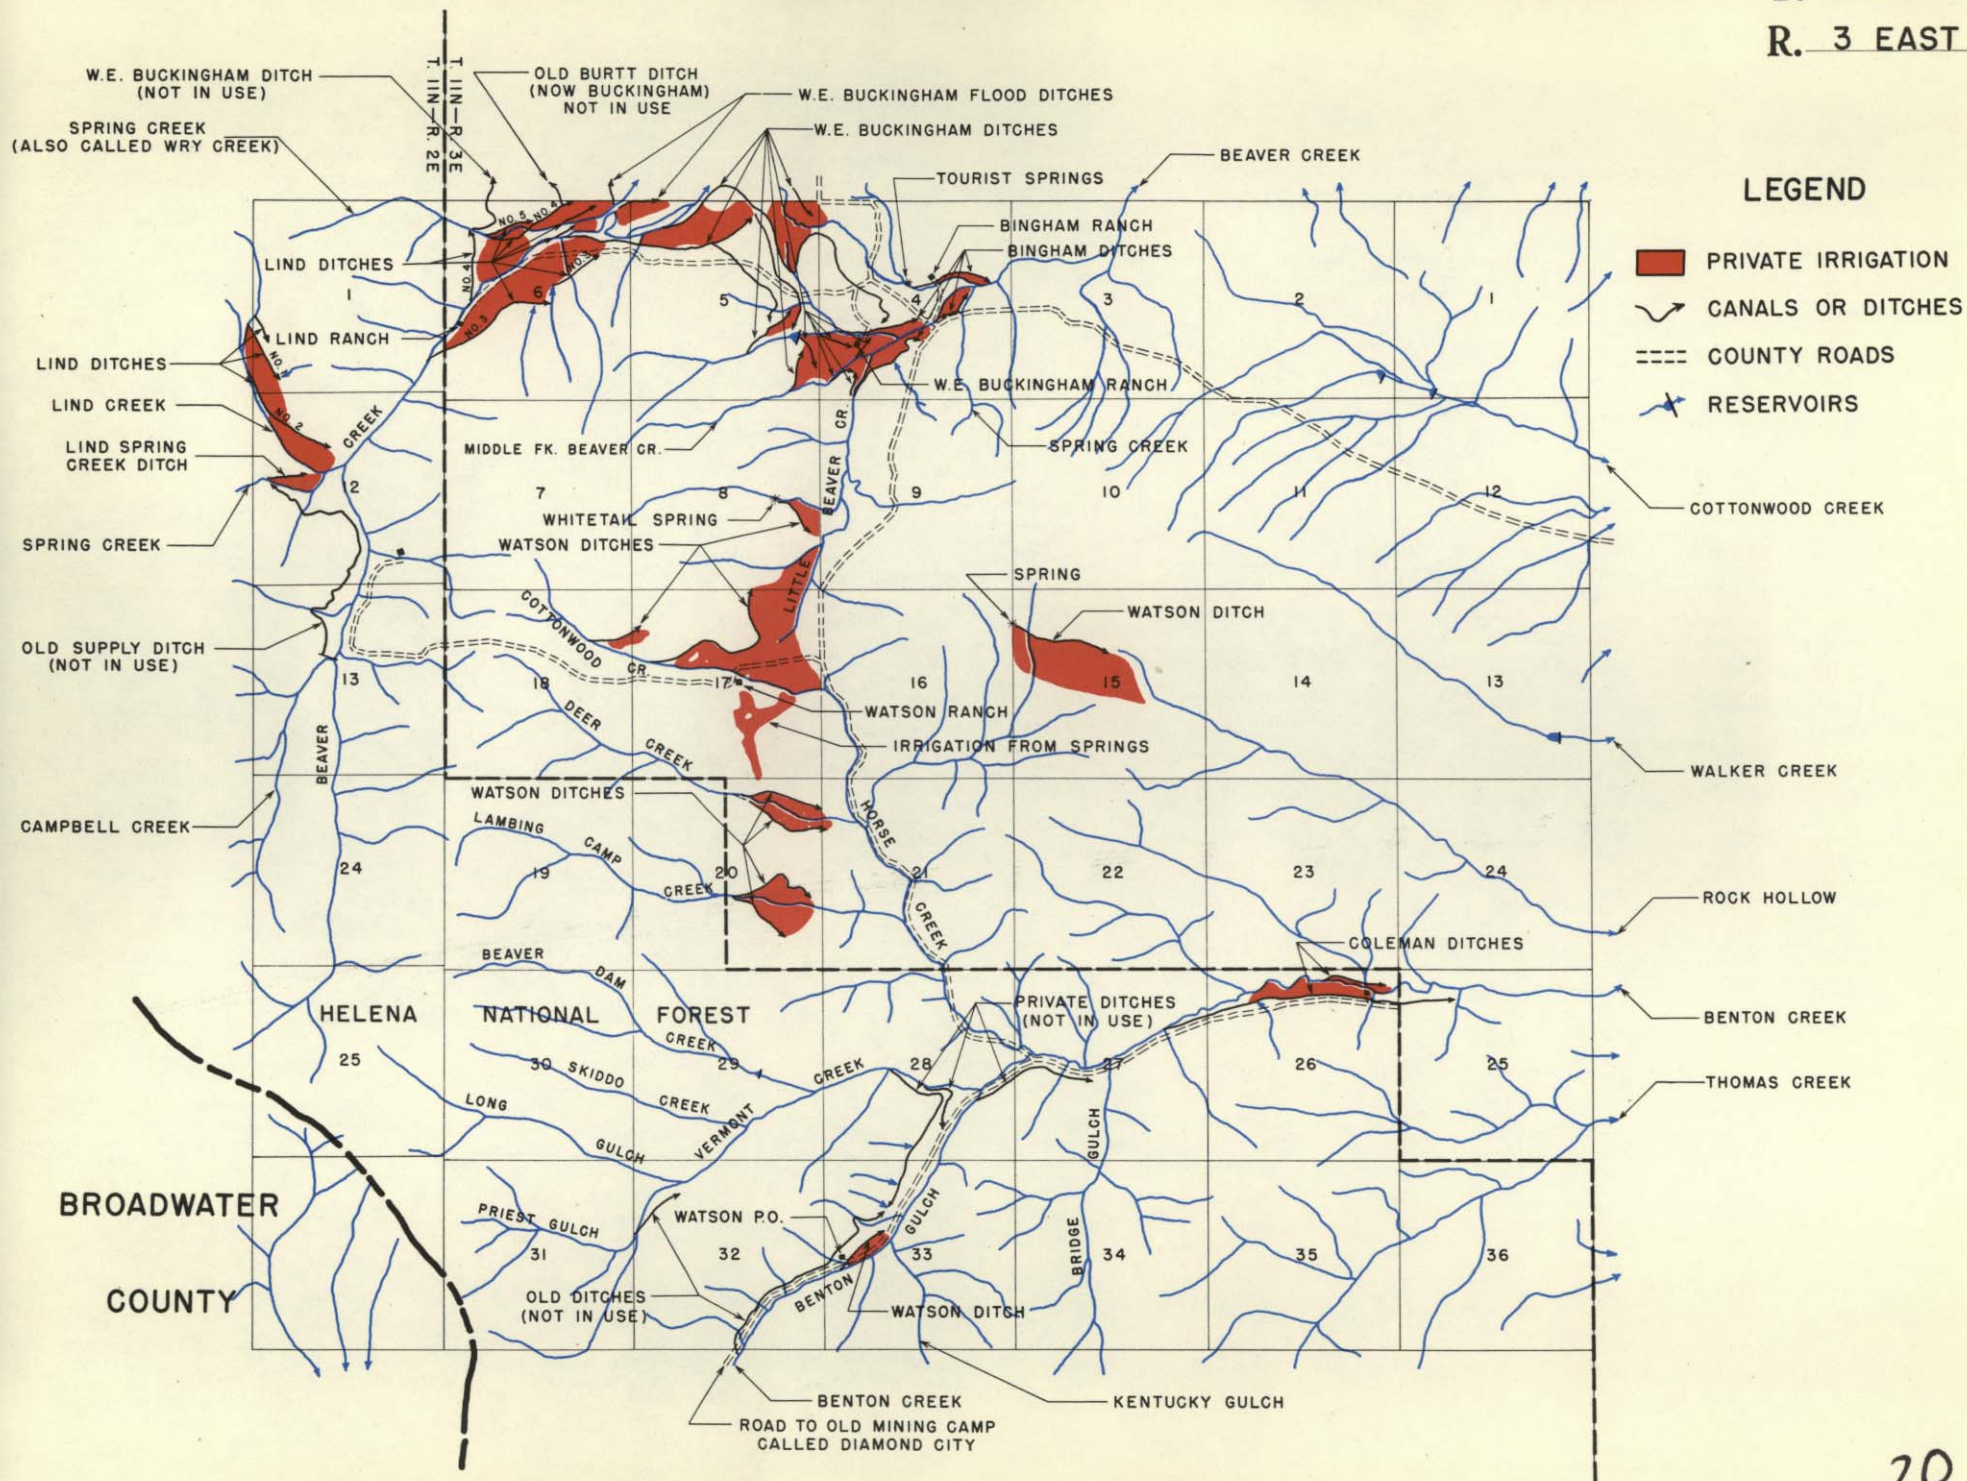 R. 3 EAST
T. 11N-R. 2E
T. 11N-R. 3E
W.E. BUCKINGHAM DITCH
(NOT IN USE)
OLD BURTT DITCH
(NOW BUCKINGHAM)
NOT IN USE
W.E. BUCKINGHAM FLOOD DITCHES
W.E. BUCKINGHAM DITCHES
SPRING CREEK
(ALSO CALLED WRY CREEK)
TOURIST SPRINGS
BEAVER CREEK
BINGHAM RANCH
BINGHAM DITCHES
LEGEND
PRIVATE IRRIGATION
CANALS OR DITCHES
COUNTY ROADS
RESERVOIRS
NO. 5
NO. 4
LIND DITCHES
NO. 4
NO. 3
1
6
5
4
3
2
1
NO. 3
LIND RANCH
LIND DITCHES
NO. 1
LIND CREEK
NO. 2
CREEK
LIND SPRING
CREEK DITCH
W.E. BUCKINGHAM RANCH
CR.
MIDDLE FK. BEAVER CR.
SPRING CREEK
BEAVER
12
7
8
9
10
11
12
COTTONWOOD CREEK
WHITETAIL SPRING
WATSON DITCHES
SPRING CREEK
LITTLE
SPRING
WATSON DITCH
COTTONWOOD
CR.
OLD SUPPLY DITCH
(NOT IN USE)
13
18
17
16
15
14
13
WATSON RANCH
DEER
CREEK
IRRIGATION FROM SPRINGS
BEAVER
WALKER CREEK
WATSON DITCHES
CAMPBELL CREEK
LAMBING
CAMP
CREEK
HORSE
CREEK
24
19
20
21
22
23
24
ROCK HOLLOW
COLEMAN DITCHES
BEAVER
DAM
CREEK
HELENA NATIONAL FOREST
PRIVATE DITCHES
(NOT IN USE)
BENTON CREEK
25
30
29
28
27
26
25
SKIDDO
CREEK
CREEK
VERMONT
THOMAS CREEK
LONG
GULCH
GULCH
BRIDGE
BROADWATER
COUNTY
PRIEST GULCH
WATSON P.O.
GULCH
31
32
33
34
35
36
OLD DITCHES
(NOT IN USE)
BENTON
WATSON DITCH
BENTON CREEK
KENTUCKY GULCH
ROAD TO OLD MINING CAMP
CALLED DIAMOND CITY
20